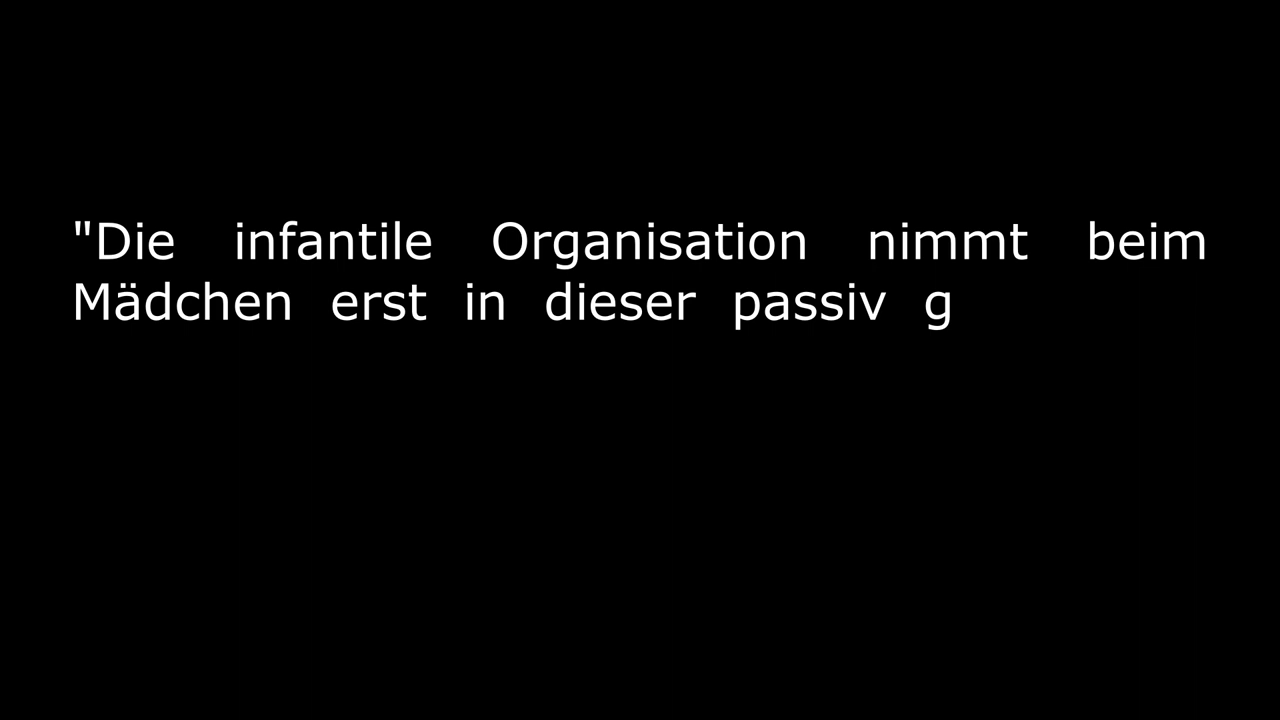 "Die infantile Organisation nimmt beim
Mädchen erst in dieser passiv g